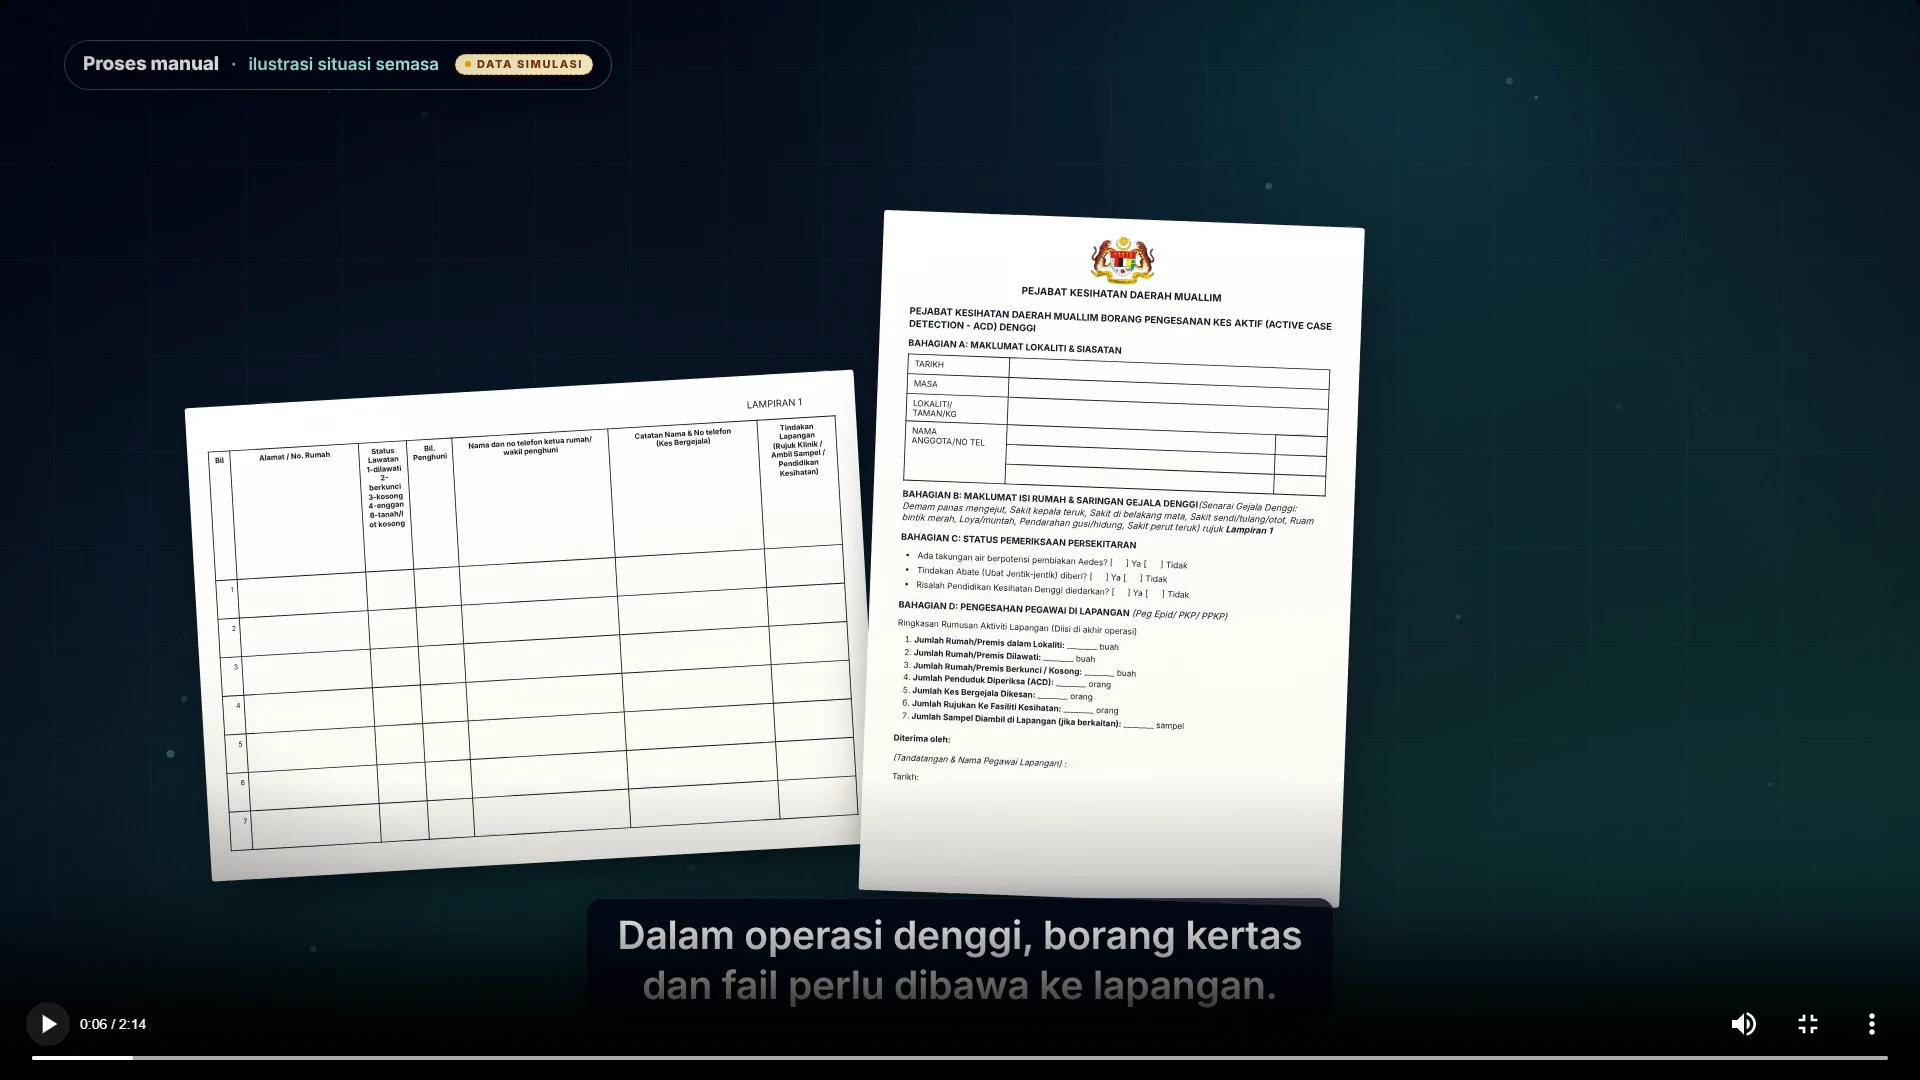 Proses manual · ilustrasi situasi semasa DATA SIMULASI
LAMPIRAN 1
Bil
Alamat / No. Rumah
Status
Lawatan
1-dilawati
2-
berkunci
3-kosong
4-enggan
6-tanah/l
ot kosong
Bil.
Penghuni
Nama dan no telefon ketua rumah/
wakil penghuni
Catatan Nama & No telefon
(Kes Bergejala)
Tindakan
Lapangan
(Rujuk Klinik /
Ambil Sampel /
Pendidikan
Kesihatan)
1
2
3
4
5
6
7
PEJABAT KESIHATAN DAERAH MUALLIM
PEJABAT KESIHATAN DAERAH MUALLIM BORANG PENGESANAN KES AKTIF (ACTIVE CASE
DETECTION - ACD) DENGGI
BAHAGIAN A: MAKLUMAT LOKALITI & SIASATAN
TARIKH
MASA
LOKALITI/
TAMAN/KG
NAMA
ANGGOTA/NO TEL
BAHAGIAN B: MAKLUMAT ISI RUMAH & SARINGAN GEJALA DENGGI(Senarai Gejala Denggi:
Demam panas mengejut, Sakit kepala teruk, Sakit di belakang mata, Sakit sendi/tulang/otot, Ruam
bintik merah, Loya/muntah, Pendarahan gusi/hidung, Sakit perut teruk) rujuk Lampiran 1
BAHAGIAN C: STATUS PEMERIKSAAN PERSEKITARAN
• Ada takungan air berpotensi pembiakan Aedes? [ ] Ya [ ] Tidak
• Tindakan Abate (Ubat Jentik-jentik) diberi? [ ] Ya [ ] Tidak
• Risalah Pendidikan Kesihatan Denggi diedarkan? [ ] Ya [ ] Tidak
BAHAGIAN D: PENGESAHAN PEGAWAI DI LAPANGAN (Peg Epid/ PKP/ PPKP)
Ringkasan Rumusan Aktiviti Lapangan (Diisi di akhir operasi)
1. Jumlah Rumah/Premis dalam Lokaliti: ______ buah
2. Jumlah Rumah/Premis Dilawati: ______ buah
3. Jumlah Rumah/Premis Berkunci / Kosong: ______ buah
4. Jumlah Penduduk Diperiksa (ACD): ______ orang
5. Jumlah Kes Bergejala Dikesan: ______ orang
6. Jumlah Rujukan Ke Fasiliti Kesihatan: ______ orang
7. Jumlah Sampel Diambil di Lapangan (jika berkaitan): ______ sampel
Diterima oleh:
(Tandatangan & Nama Pegawai Lapangan) :
Tarikh:
Dalam operasi denggi, borang kertas
dan fail perlu dibawa ke lapangan.
0:06 / 2:14